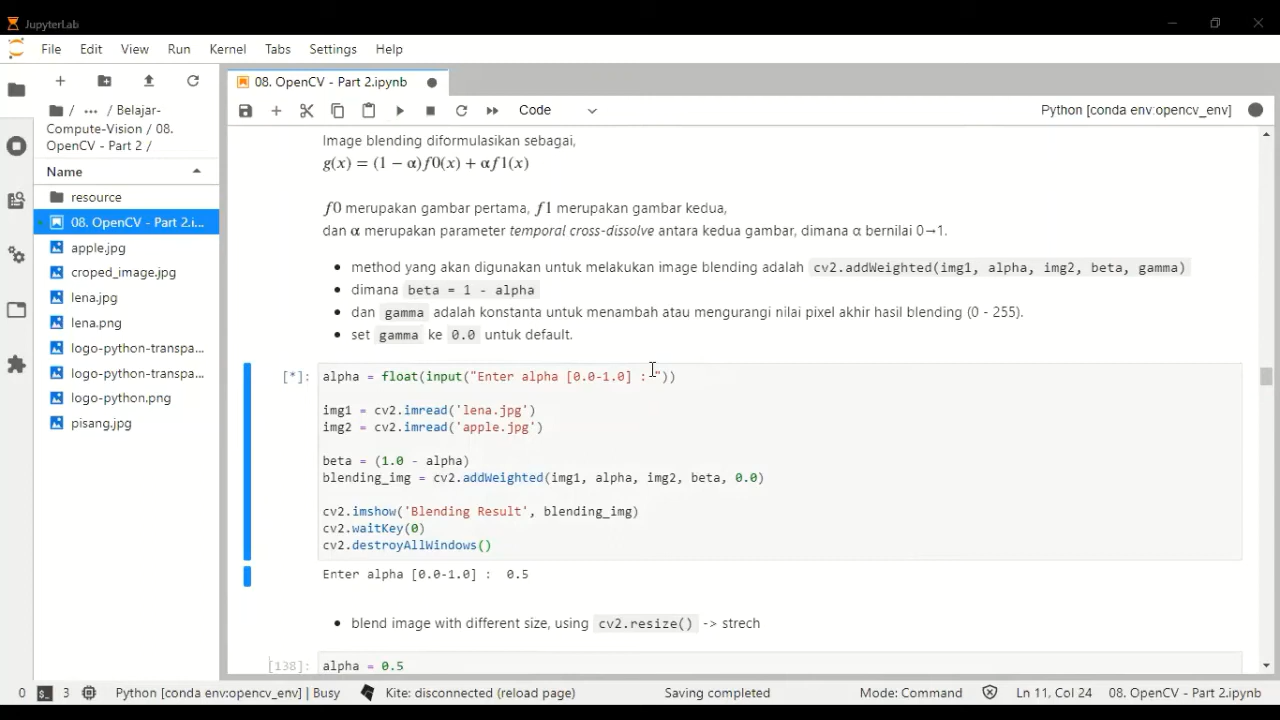 JupyterLab
File Edit View Run Kernel Tabs Settings Help
/ ··· / Belajar-
Compute-Vision / 08.
OpenCV - Part 2 /
Name
resource
08. OpenCV - Part 2.i...
apple.jpg
croped_image.jpg
lena.jpg
lena.png
logo-python-transpa...
logo-python-transpa...
logo-python.png
pisang.jpg
08. OpenCV - Part 2.ipynb
Code
Python [conda env:opencv_env]
Image blending diformulasikan sebagai,
g(x) = (1 − α)f0(x) + αf1(x)
f0 merupakan gambar pertama, f1 merupakan gambar kedua,
dan α merupakan parameter temporal cross-dissolve antara kedua gambar, dimana α bernilai 0→1.
• method yang akan digunakan untuk melakukan image blending adalah cv2.addWeighted(img1, alpha, img2, beta, gamma)
• dimana beta = 1 - alpha
• dan gamma adalah konstanta untuk menambah atau mengurangi nilai pixel akhir hasil blending (0 - 255).
• set gamma ke 0.0 untuk default.
[*]: alpha = float(input("Enter alpha [0.0-1.0] : "))
img1 = cv2.imread('lena.jpg')
img2 = cv2.imread('apple.jpg')
beta = (1.0 - alpha)
blending_img = cv2.addWeighted(img1, alpha, img2, beta, 0.0)
cv2.imshow('Blending Result', blending_img)
cv2.waitKey(0)
cv2.destroyAllWindows()
Enter alpha [0.0-1.0] : 0.5
• blend image with different size, using cv2.resize() -> strech
[138]: alpha = 0.5
0 3 Python [conda env:opencv_env] | Busy Kite: disconnected (reload page) Saving completed Mode: Command Ln 11, Col 24 08. OpenCV - Part 2.ipynb